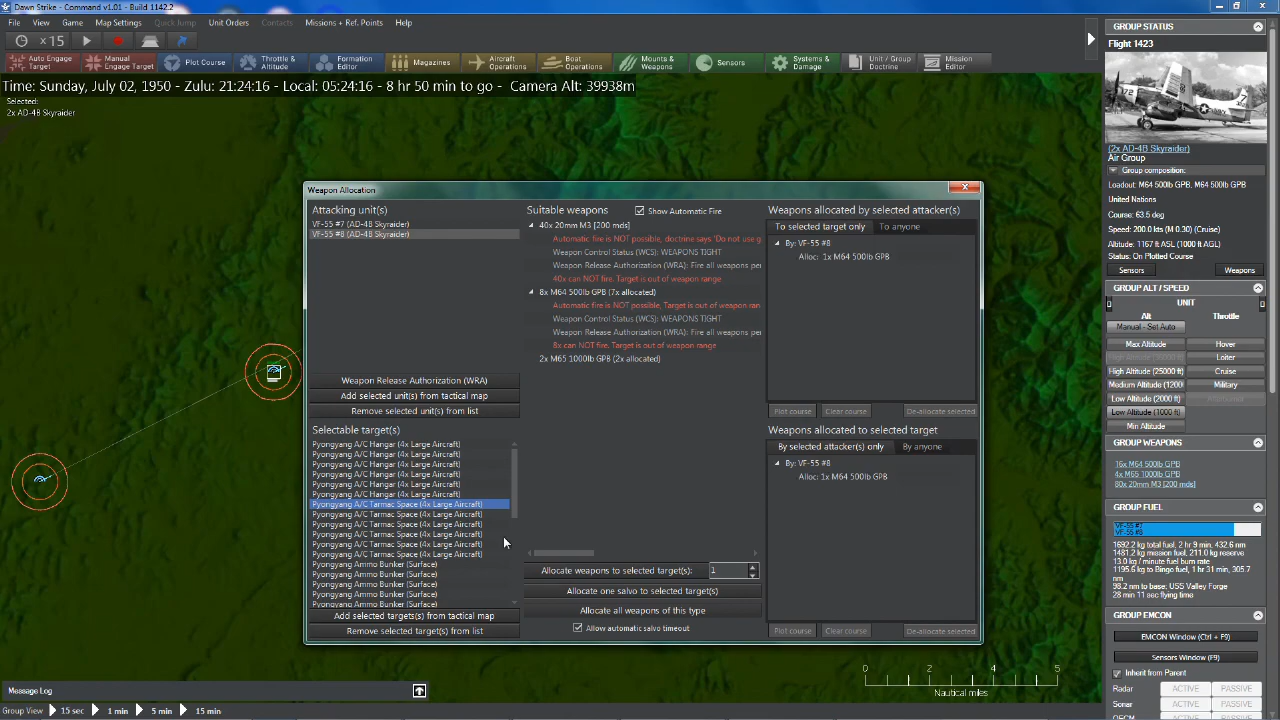 Dawn Strike - Command v1.01 - Build 1142.2
File View Game Map Settings Quick Jump Unit Orders Contacts Missions + Ref. Points Help
x 15
Auto Engage Target
Manual Engage Target
Plot Course
Throttle & Altitude
Formation Editor
Magazines
Aircraft Operations
Boat Operations
Mounts & Weapons
Sensors
Systems & Damage
Unit / Group Doctrine
Mission Editor
Time: Sunday, July 02, 1950 - Zulu: 21:24:16 - Local: 05:24:16 - 8 hr 50 min to go - Camera Alt: 39938m
Selected:
2x AD-4B Skyraider
Weapon Allocation
Attacking unit(s)
VF-55 #7 (AD-4B Skyraider)
VF-55 #8 (AD-4B Skyraider)
Weapon Release Authorization (WRA)
Add selected unit(s) from tactical map
Remove selected unit(s) from list
Selectable target(s)
Pyongyang A/C Hangar (4x Large Aircraft)
Pyongyang A/C Hangar (4x Large Aircraft)
Pyongyang A/C Hangar (4x Large Aircraft)
Pyongyang A/C Hangar (4x Large Aircraft)
Pyongyang A/C Hangar (4x Large Aircraft)
Pyongyang A/C Hangar (4x Large Aircraft)
Pyongyang A/C Tarmac Space (4x Large Aircraft)
Pyongyang A/C Tarmac Space (4x Large Aircraft)
Pyongyang A/C Tarmac Space (4x Large Aircraft)
Pyongyang A/C Tarmac Space (4x Large Aircraft)
Pyongyang A/C Tarmac Space (4x Large Aircraft)
Pyongyang A/C Tarmac Space (4x Large Aircraft)
Pyongyang Ammo Bunker (Surface)
Pyongyang Ammo Bunker (Surface)
Pyongyang Ammo Bunker (Surface)
Pyongyang Ammo Bunker (Surface)
Pyongyang Ammo Bunker (Surface)
Add selected targets(s) from tactical map
Remove selected target(s) from list
Suitable weapons
Show Automatic Fire
40x 20mm M3 [200 rnds]
Automatic fire is NOT possible, doctrine says 'Do not use g
Weapon Control Status (WCS): WEAPONS TIGHT
Weapon Release Authorization (WRA): Fire all weapons per
40x can NOT fire. Target is out of weapon range
8x M64 500lb GPB (7x allocated)
Automatic fire is NOT possible, Target is out of weapon ran
Weapon Control Status (WCS): WEAPONS TIGHT
Weapon Release Authorization (WRA): Fire all weapons per
8x can NOT fire. Target is out of weapon range
2x M65 1000lb GPB (2x allocated)
Allocate weapons to selected target(s): 1
Allocate one salvo to selected target(s)
Allocate all weapons of this type
Allow automatic salvo timeout
Weapons allocated by selected attacker(s)
To selected target only To anyone
By: VF-55 #8
Alloc: 1x M64 500lb GPB
Plot course Clear course De-allocate selected
Weapons allocated to selected target
By selected attacker(s) only By anyone
By: VF-55 #8
Alloc: 1x M64 500lb GPB
Plot course Clear course De-allocate selected
0 2 4 5
Nautical miles
Message Log
Group View 15 sec 1 min 5 min 15 min
GROUP STATUS
Flight 1423
(2x AD-4B Skyraider)
Air Group
Group composition:
Loadout: M64 500lb GPB, M64 500lb GPB
United Nations
Course: 63.5 deg
Speed: 200.0 kts (M 0.30) (Cruise)
Altitude: 1167 ft ASL (1000 ft AGL)
Status: On Plotted Course
Sensors Weapons
GROUP ALT / SPEED
UNIT
Alt Throttle
Manual - Set Auto
Max Altitude Hover
Loiter
High Altitude (25000 Cruise
Medium Altitude (1200 Military
Low Altitude (2000 ft)
Low Altitude (1000 ft)
Min Altitude
GROUP WEAPONS
16x M64 500lb GPB
4x M65 1000lb GPB
80x 20mm M3 [200 rnds]
GROUP FUEL
VF-55 #7
VF-55 #8
1692.2 kg total fuel, 2 hr 9 min, 432.6 nm
1481.2 kg mission fuel, 211.0 kg reserve
13.0 kg / minute fuel burn rate
1195.6 kg to Bingo fuel, 1 hr 31 min, 305.7
nm
98.2 nm to base: USS Valley Forge
28 min 11 sec flying time
GROUP EMCON
EMCON Window (Ctrl + F9)
Sensors Window (F9)
Inherit from Parent
Radar ACTIVE PASSIVE
Sonar ACTIVE PASSIVE
OECM ACTIVE PASSIVE